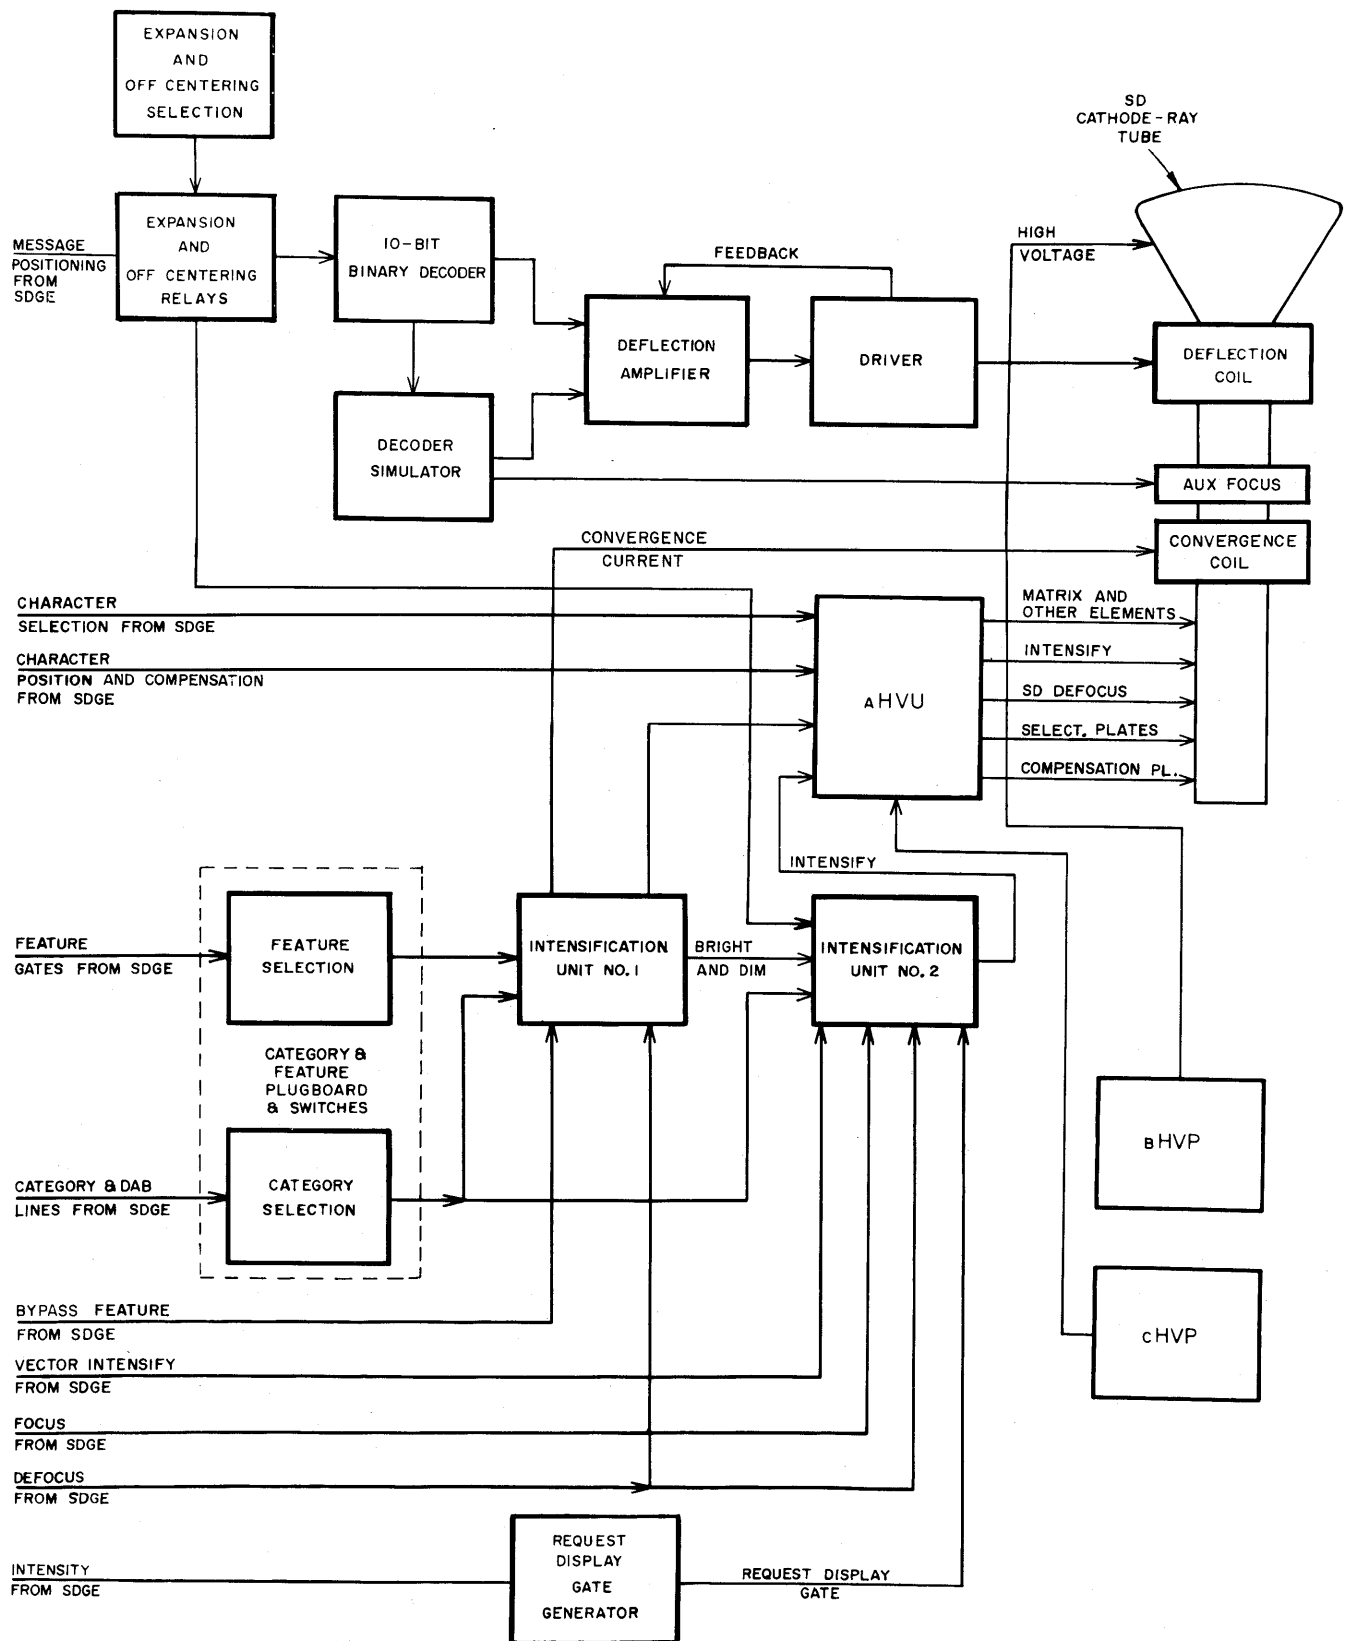 EXPANSION
AND
OFF CENTERING
SELECTION
SD
CATHODE-RAY
TUBE
EXPANSION
AND
OFF CENTERING
RELAYS
MESSAGE
POSITIONING
FROM
SDGE
10-BIT
BINARY DECODER
FEEDBACK
HIGH
VOLTAGE
DEFLECTION
AMPLIFIER
DRIVER
DEFLECTION
COIL
DECODER
SIMULATOR
AUX FOCUS
CONVERGENCE
CURRENT
CONVERGENCE
COIL
CHARACTER
SELECTION FROM SDGE
CHARACTER
POSITION AND COMPENSATION
FROM SDGE
A HVU
MATRIX AND
OTHER ELEMENTS
INTENSIFY
SD DEFOCUS
SELECT. PLATES
COMPENSATION PL.
INTENSIFY
FEATURE
GATES FROM SDGE
FEATURE
SELECTION
INTENSIFICATION
UNIT NO. 1
BRIGHT
AND DIM
INTENSIFICATION
UNIT NO. 2
CATEGORY &
FEATURE
PLUGBOARD
& SWITCHES
CATEGORY & DAB
LINES FROM SDGE
CATEGORY
SELECTION
B HVP
C HVP
BYPASS FEATURE
FROM SDGE
VECTOR INTENSIFY
FROM SDGE
FOCUS
FROM SDGE
DEFOCUS
FROM SDGE
INTENSITY
FROM SDGE
REQUEST
DISPLAY
GATE
GENERATOR
REQUEST DISPLAY
GATE